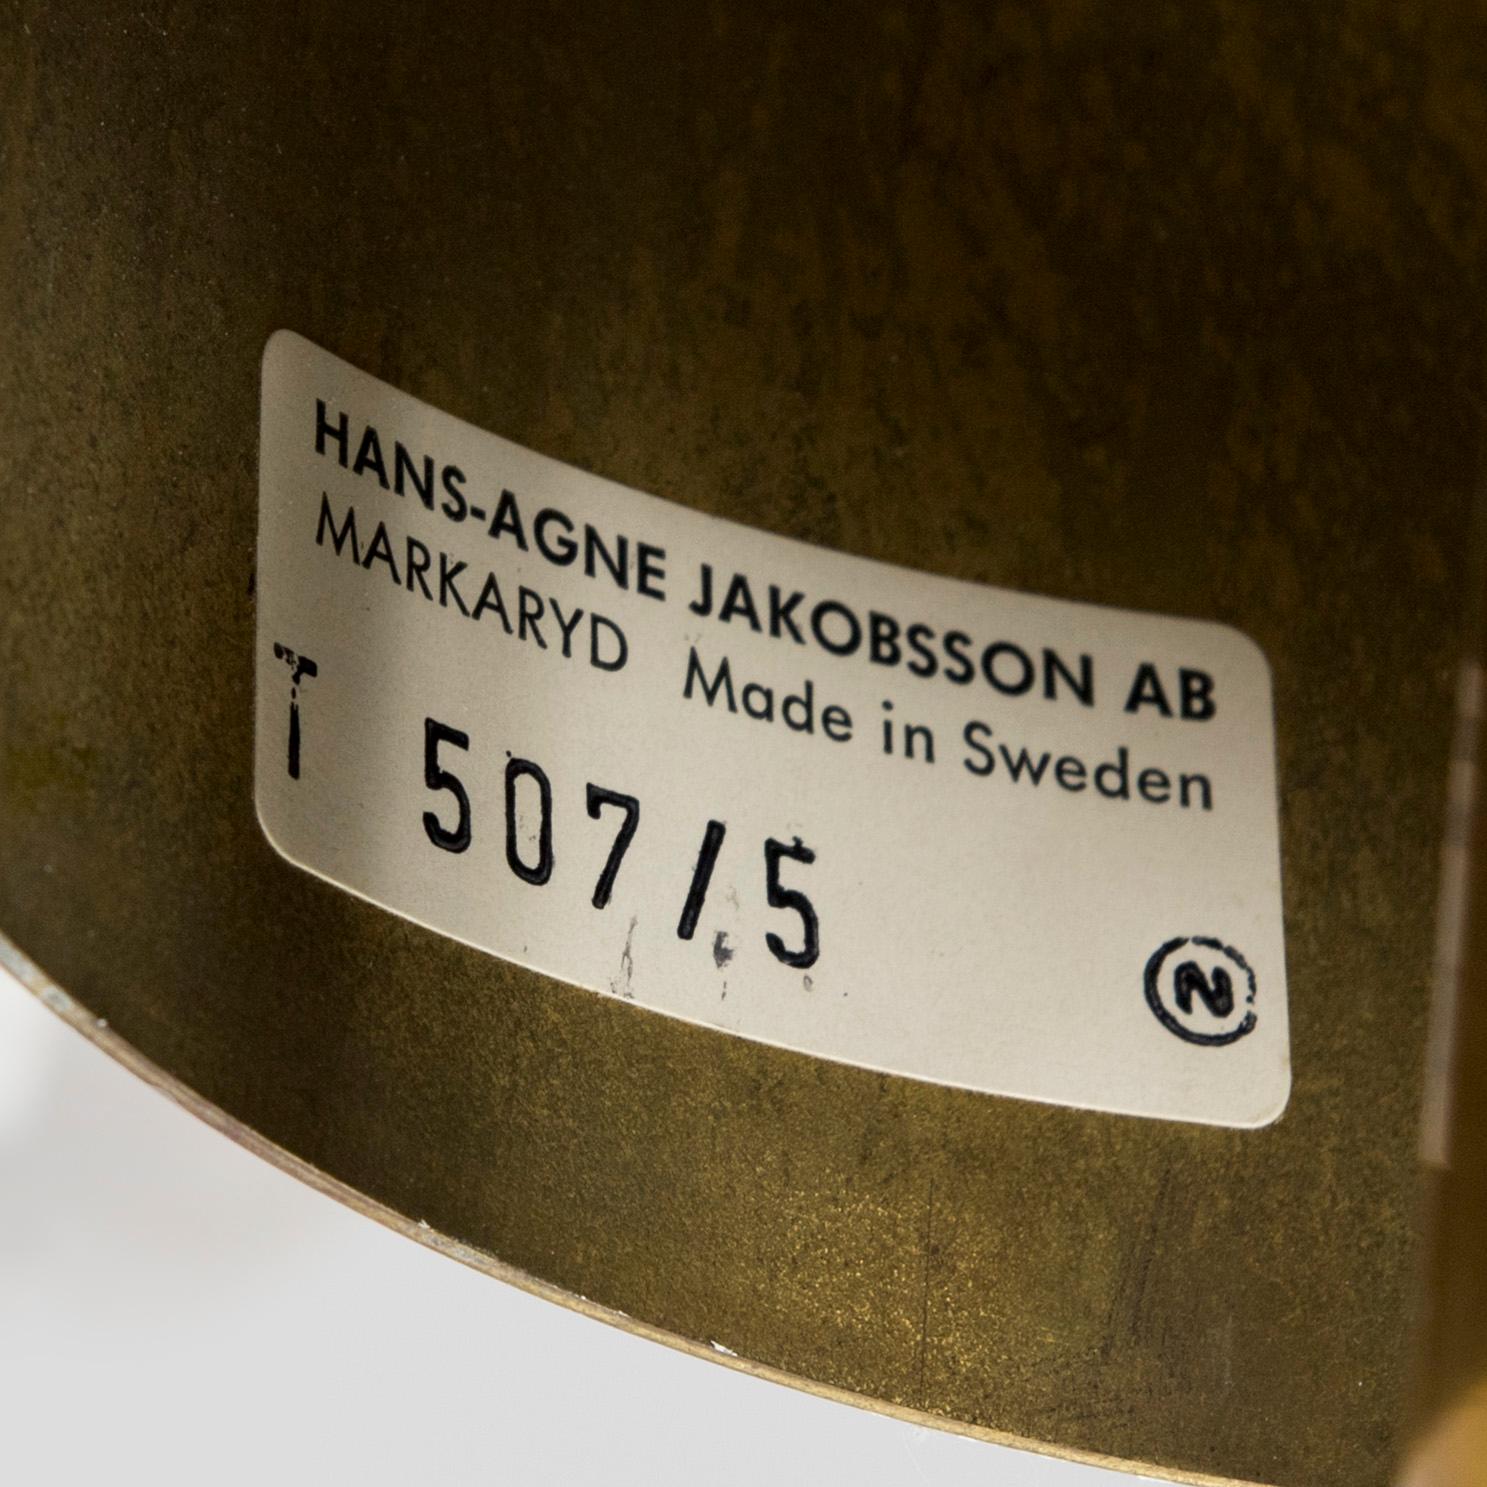 HANS-AGNE JAKOBSSON AB
MARKARYD Made in Sweden
T 507/5
N